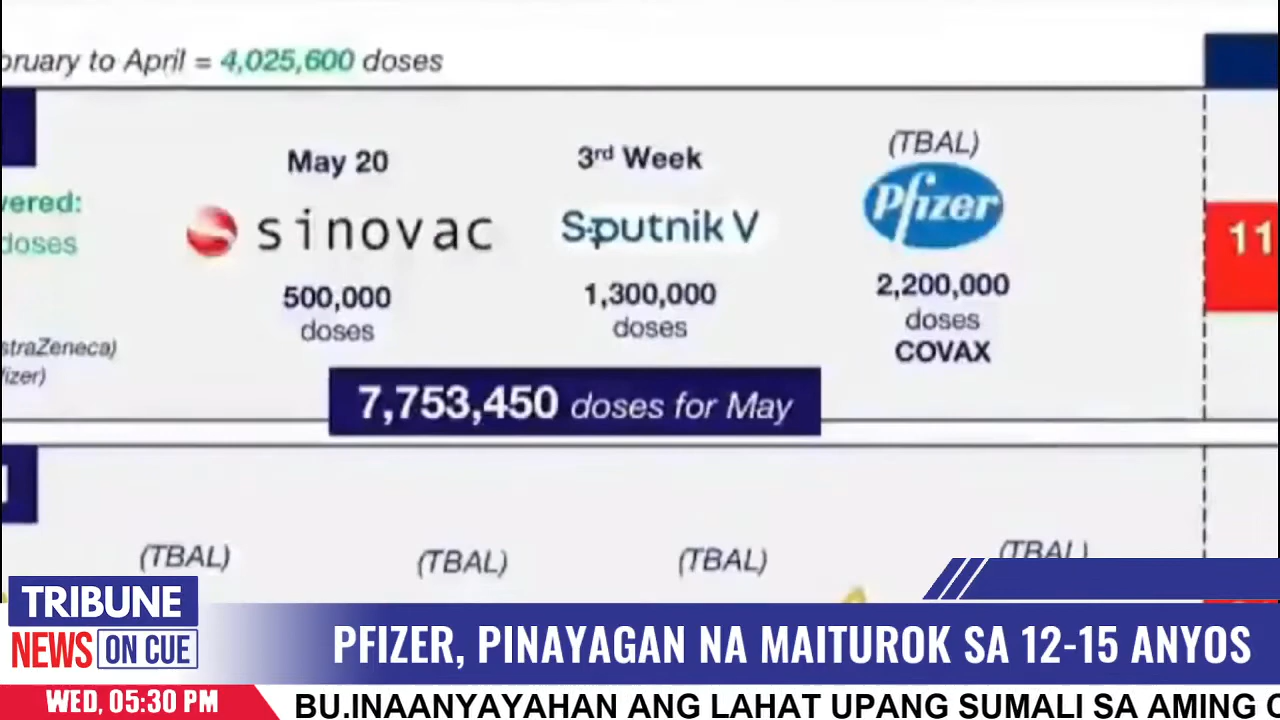 bruary to April = 4,025,600 doses
May 20
3rd Week
(TBAL)
vered:
doses
sinovac
Sputnik V
Pfizer
11
500,000
doses
1,300,000
doses
2,200,000
doses
COVAX
straZeneca)
fizer)
7,753,450 doses for May
(TBAL)
(TBAL)
(TBAL)
(TBAL)
TRIBUNE
NEWS ON CUE
PFIZER, PINAYAGAN NA MAITUROK SA 12-15 ANYOS
WED, 05:30 PM
BU.INAANYAYAHAN ANG LAHAT UPANG SUMALI SA AMING